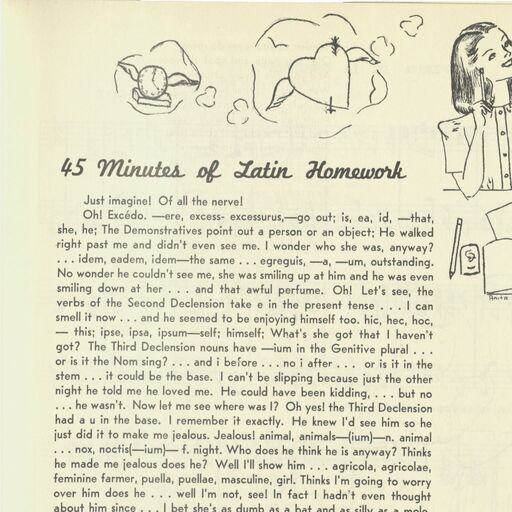 45 Minutes of Latin Homework
Just imagine! Of all the nerve!
Oh! Excédo. —ere, excess- excessurus,—go out; is, ea, id, —that,
she, he; The Demonstratives point out a person or an object; He walked
right past me and didn't even see me. I wonder who she was, anyway?
. . . idem, eadem, idem—the same . . . egreguis, —a, —um, outstanding.
No wonder he couldn't see me, she was smiling up at him and he was even
smiling down at her . . . and that awful perfume. Oh! Let's see, the
verbs of the Second Declension take e in the present tense . . . I can
smell it now . . . and he seemed to be enjoying himself too. hic, hec, hoc,
— this; ipse, ipsa, ipsum—self; himself; What's she got that I haven't
got? The Third Declension nouns have —ium in the Genitive plural . . .
or is it the Nom sing? . . . and i before . . . no i after . . . or is it in the
stem . . . it could be the base. I can't be slipping because just the other
night he told me he loved me. He could have been kidding, . . . but no
. . . he wasn't. Now let me see where was I? Oh yes! the Third Declension
had a u in the base. I remember it exactly. He knew I'd see him so he
just did it to make me jealous. Jealous! animal, animals—(ium)—n. animal
. . . nox, noctis(—ium)— f. night. Who does he think he is anyway? Thinks
he made me jealous does he? Well I'll show him . . . agricola, agricolae,
feminine farmer, puella, puellae, masculine, girl. Thinks I'm going to worry
over him does he . . . well I'm not, see! In fact I hadn't even thought
about him since . . . I bet she's as dumb as a bat and as silly as a mole